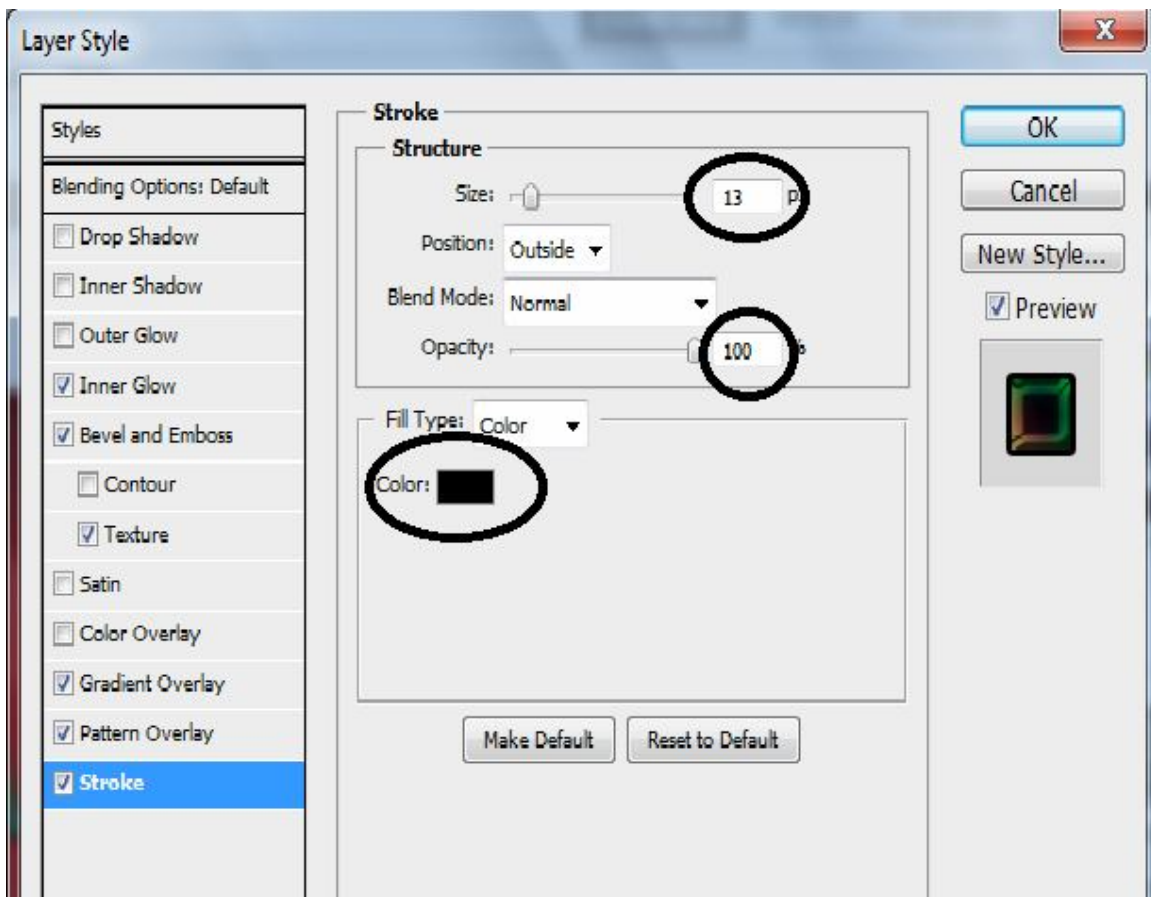 Layer Style
X
Styles
Blending Options: Default
Drop Shadow
Inner Shadow
Outer Glow
Inner Glow
Bevel and Emboss
Contour
Texture
Satin
Color Overlay
Gradient Overlay
Pattern Overlay
Stroke
Stroke
Structure
Size: 13 p
Position: Outside
Blend Mode: Normal
Opacity: 100 %
Fill Type: Color
Color:
Make Default Reset to Default
OK
Cancel
New Style...
Preview